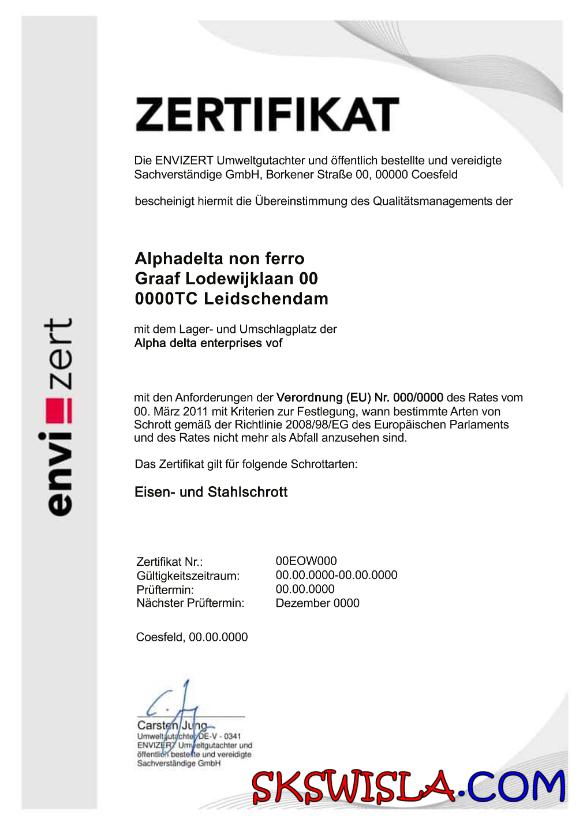 ZERTIFIKAT
Die ENVIZERT Umweltgutachter und öffentlich bestellte und vereidigte
Sachverständige GmbH, Borkener Straße 00, 00000 Coesfeld
bescheinigt hiermit die Übereinstimmung des Qualitätsmanagements der
Alphadelta non ferro
Graaf Lodewijklaan 00
0000TC Leidschendam
mit dem Lager- und Umschlagplatz der
Alpha delta enterprises vof
mit den Anforderungen der Verordnung (EU) Nr. 000/0000 des Rates vom
00. März 2011 mit Kriterien zur Festlegung, wann bestimmte Arten von
Schrott gemäß der Richtlinie 2008/98/EG des Europäischen Parlaments
und des Rates nicht mehr als Abfall anzusehen sind.
Das Zertifikat gilt für folgende Schrottarten:
Eisen- und Stahlschrott
Zertifikat Nr.: 00EOW000
Gültigkeitszeitraum: 00.00.0000-00.00.0000
Prüftermin: 00.00.0000
Nächster Prüftermin: Dezember 0000
Coesfeld, 00.00.0000
Carsten Jung
Umweltgutachter DE-V - 0341
ENVIZERT Umweltgutachter und
öffentlich bestellte und vereidigte
Sachverständige GmbH
envizert
SKSWISLA.COM